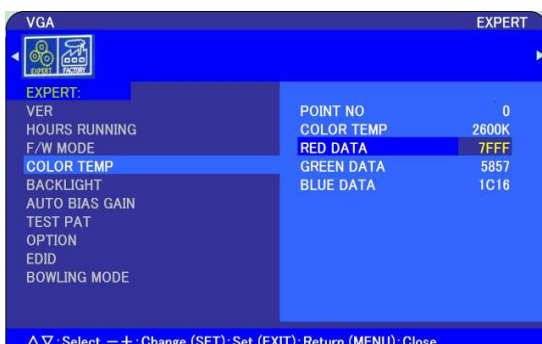 VGA EXPERT
EXPERT FACTORY
EXPERT:
VER
HOURS RUNNING
F/W MODE
COLOR TEMP
BACKLIGHT
AUTO BIAS GAIN
TEST PAT
OPTION
EDID
BOWLING MODE
POINT NO 0
COLOR TEMP 2600K
RED DATA 7FFF
GREEN DATA 5857
BLUE DATA 1C16
△▽:Select －＋:Change (SET):Set (EXIT):Return (MENU):Close